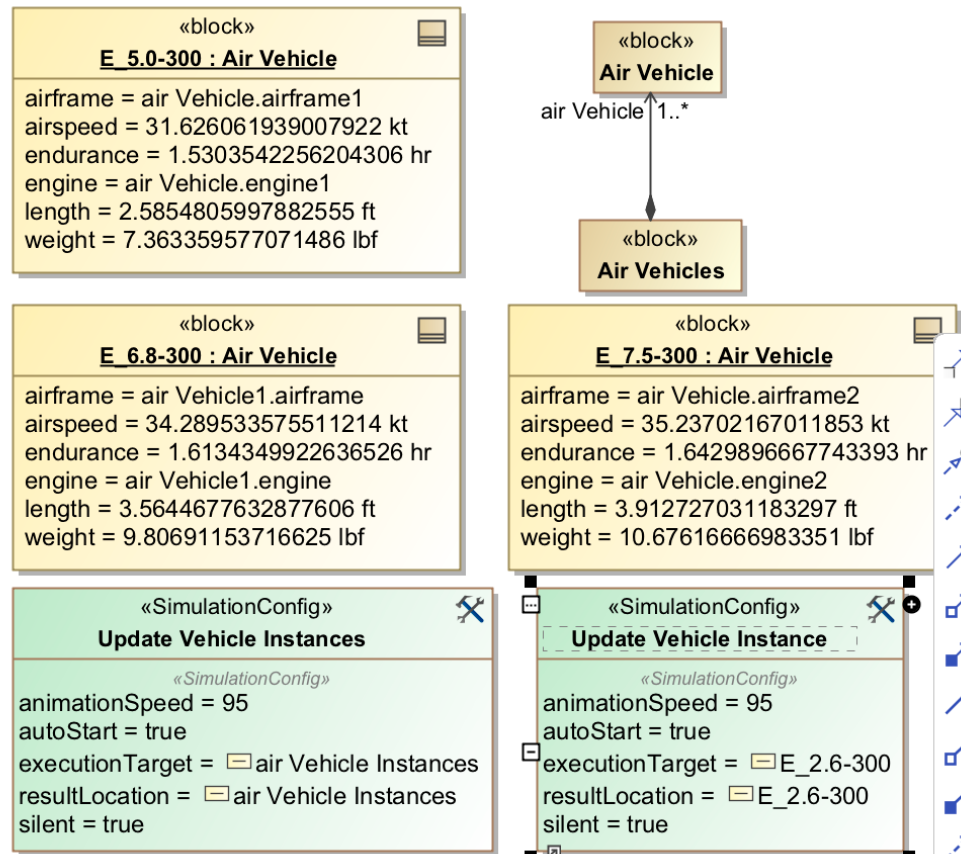 «block»
E_5.0-300 : Air Vehicle
airframe = air Vehicle.airframe1
airspeed = 31.626061939007922 kt
endurance = 1.5303542256204306 hr
engine = air Vehicle.engine1
length = 2.5854805997882555 ft
weight = 7.363359577071486 lbf
«block»
Air Vehicle
air Vehicle 1..*
«block»
Air Vehicles
«block»
E_6.8-300 : Air Vehicle
airframe = air Vehicle1.airframe
airspeed = 34.289533575511214 kt
endurance = 1.6134349922636526 hr
engine = air Vehicle1.engine
length = 3.5644677632877606 ft
weight = 9.80691153716625 lbf
«block»
E_7.5-300 : Air Vehicle
airframe = air Vehicle.airframe2
airspeed = 35.23702167011853 kt
endurance = 1.6429896667743393 hr
engine = air Vehicle.engine2
length = 3.912727031183297 ft
weight = 10.67616666983351 lbf
«SimulationConfig»
Update Vehicle Instances
«SimulationConfig»
animationSpeed = 95
autoStart = true
executionTarget = air Vehicle Instances
resultLocation = air Vehicle Instances
silent = true
«SimulationConfig»
Update Vehicle Instance
«SimulationConfig»
animationSpeed = 95
autoStart = true
executionTarget = E_2.6-300
resultLocation = E_2.6-300
silent = true